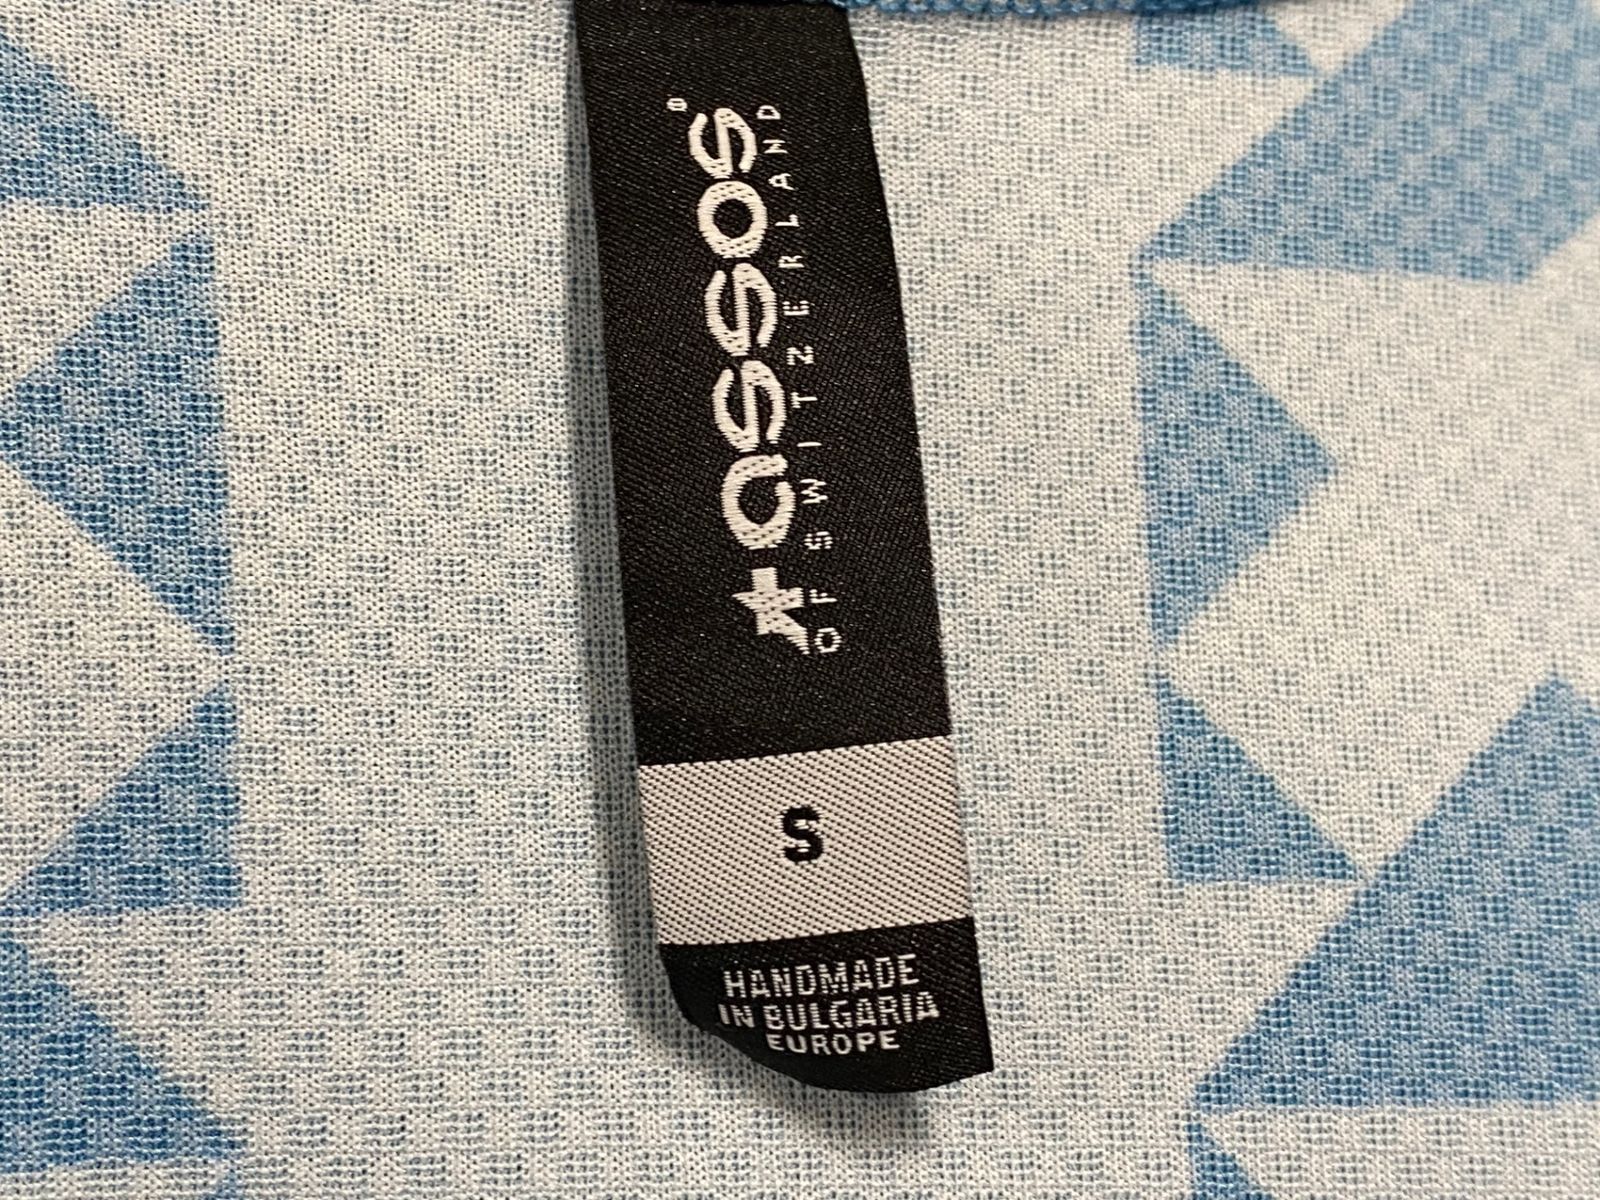 assos®
OF SWITZERLAND
S
HANDMADE
IN BULGARIA
EUROPE